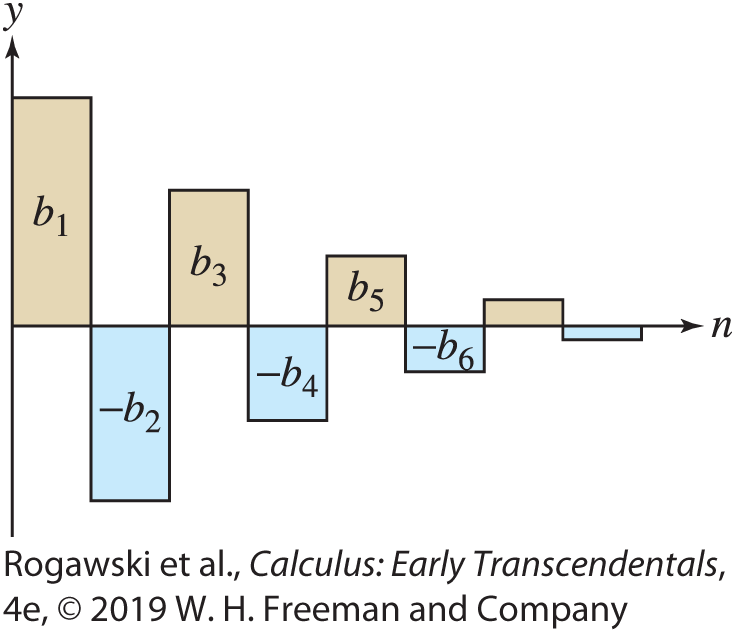 y
b1
b3
b5
n
−b6
−b4
−b2
Rogawski et al., Calculus: Early Transcendentals,
4e, © 2019 W. H. Freeman and Company